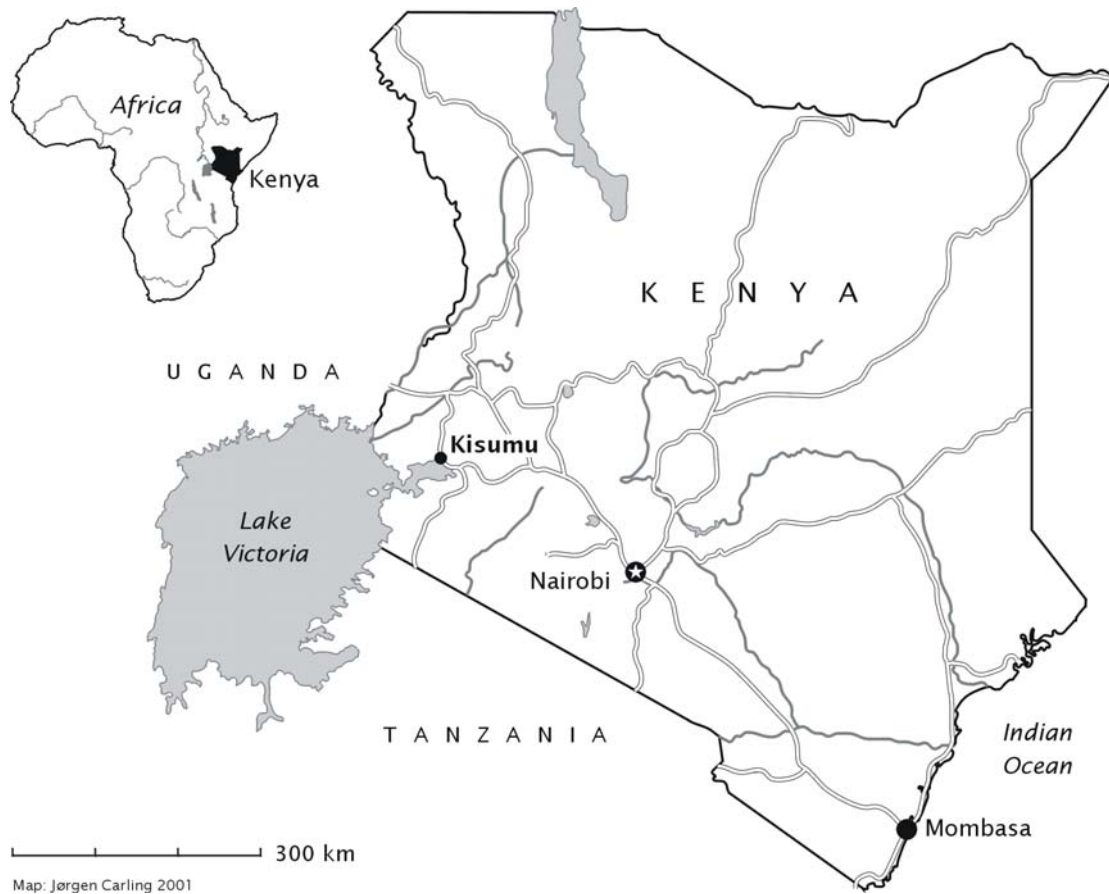 Africa
Kenya
K E N Y A
U G A N D A
Kisumu
Lake
Victoria
Nairobi
T A N Z A N I A
Indian
Ocean
Mombasa
300 km
Map: Jørgen Carling 2001